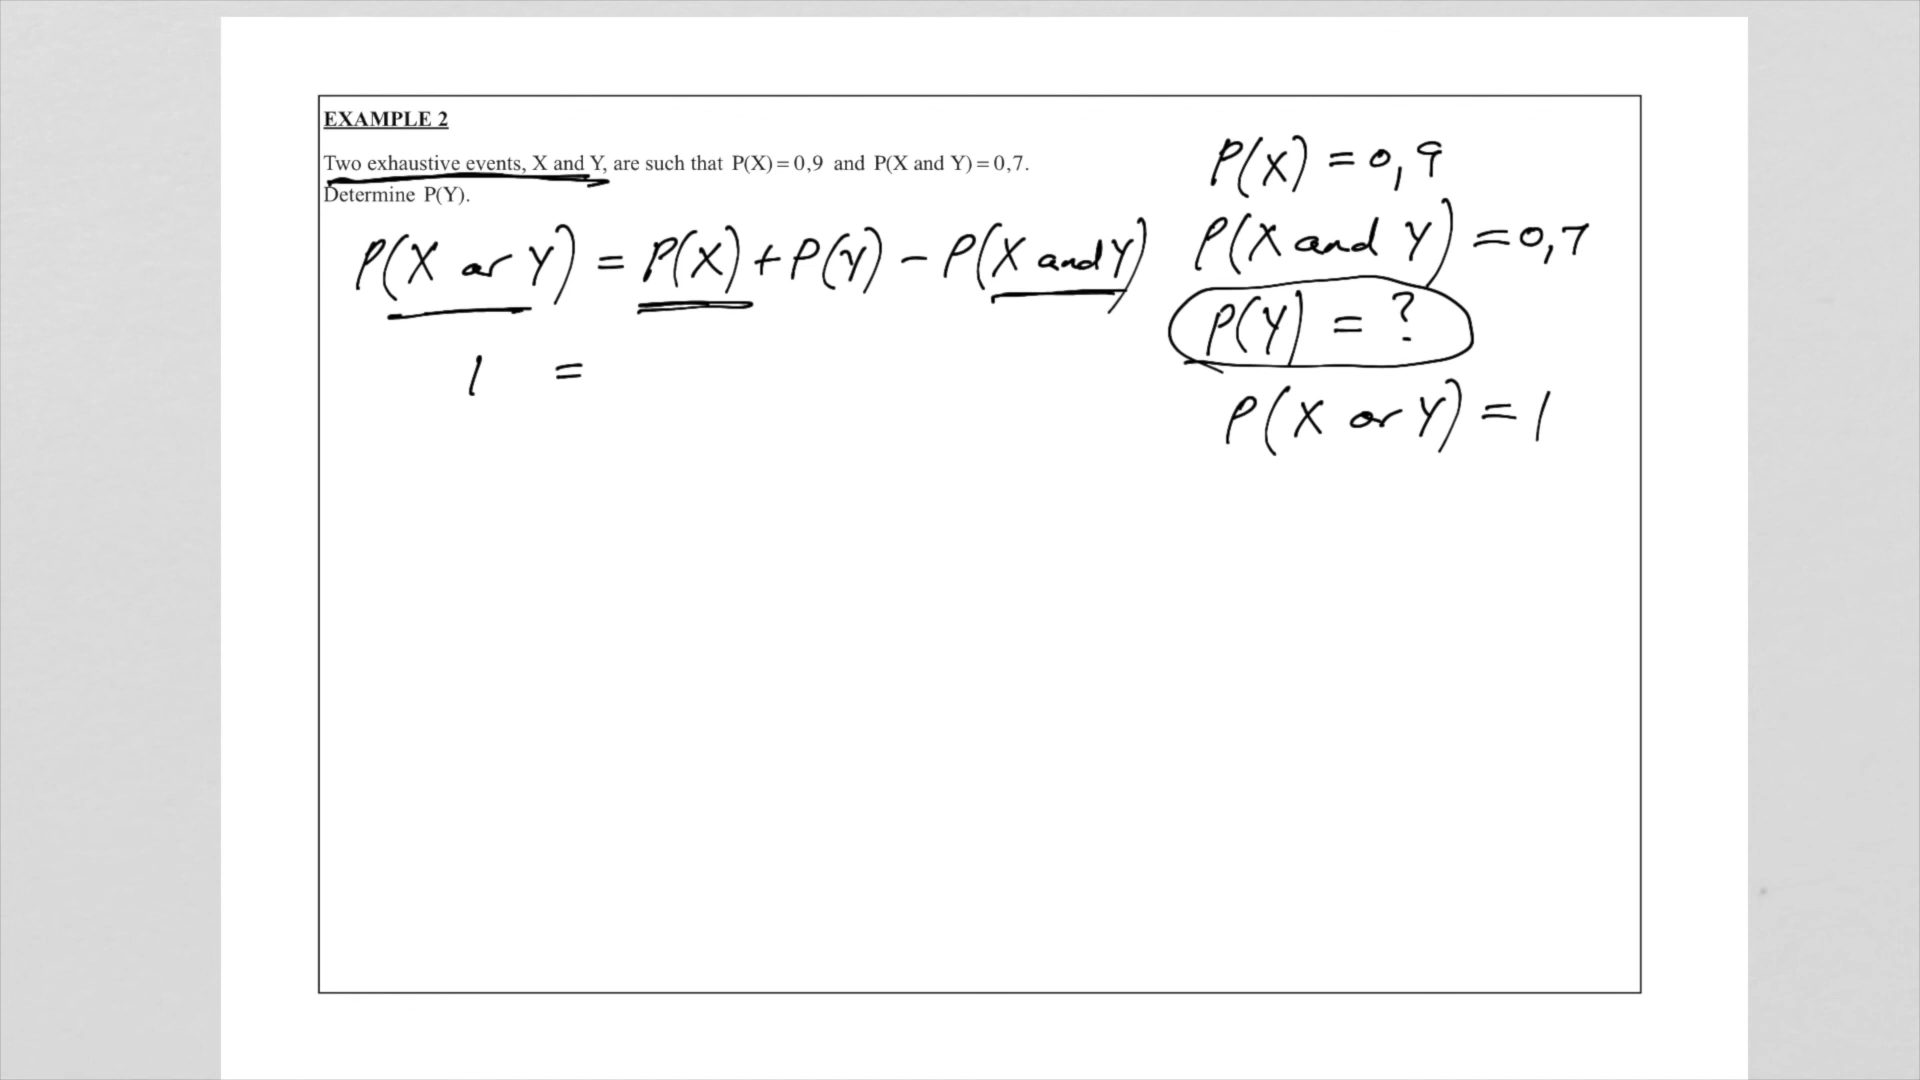 EXAMPLE 2
Two exhaustive events, X and Y, are such that P(X)=0,9 and P(X and Y)=0,7.
Determine P(Y).
P(X or Y) = P(X) + P(Y) - P(X and Y)
1 =
P(X) = 0,9
P(X and Y) = 0,7
P(Y) = ?
P(X or Y) = 1